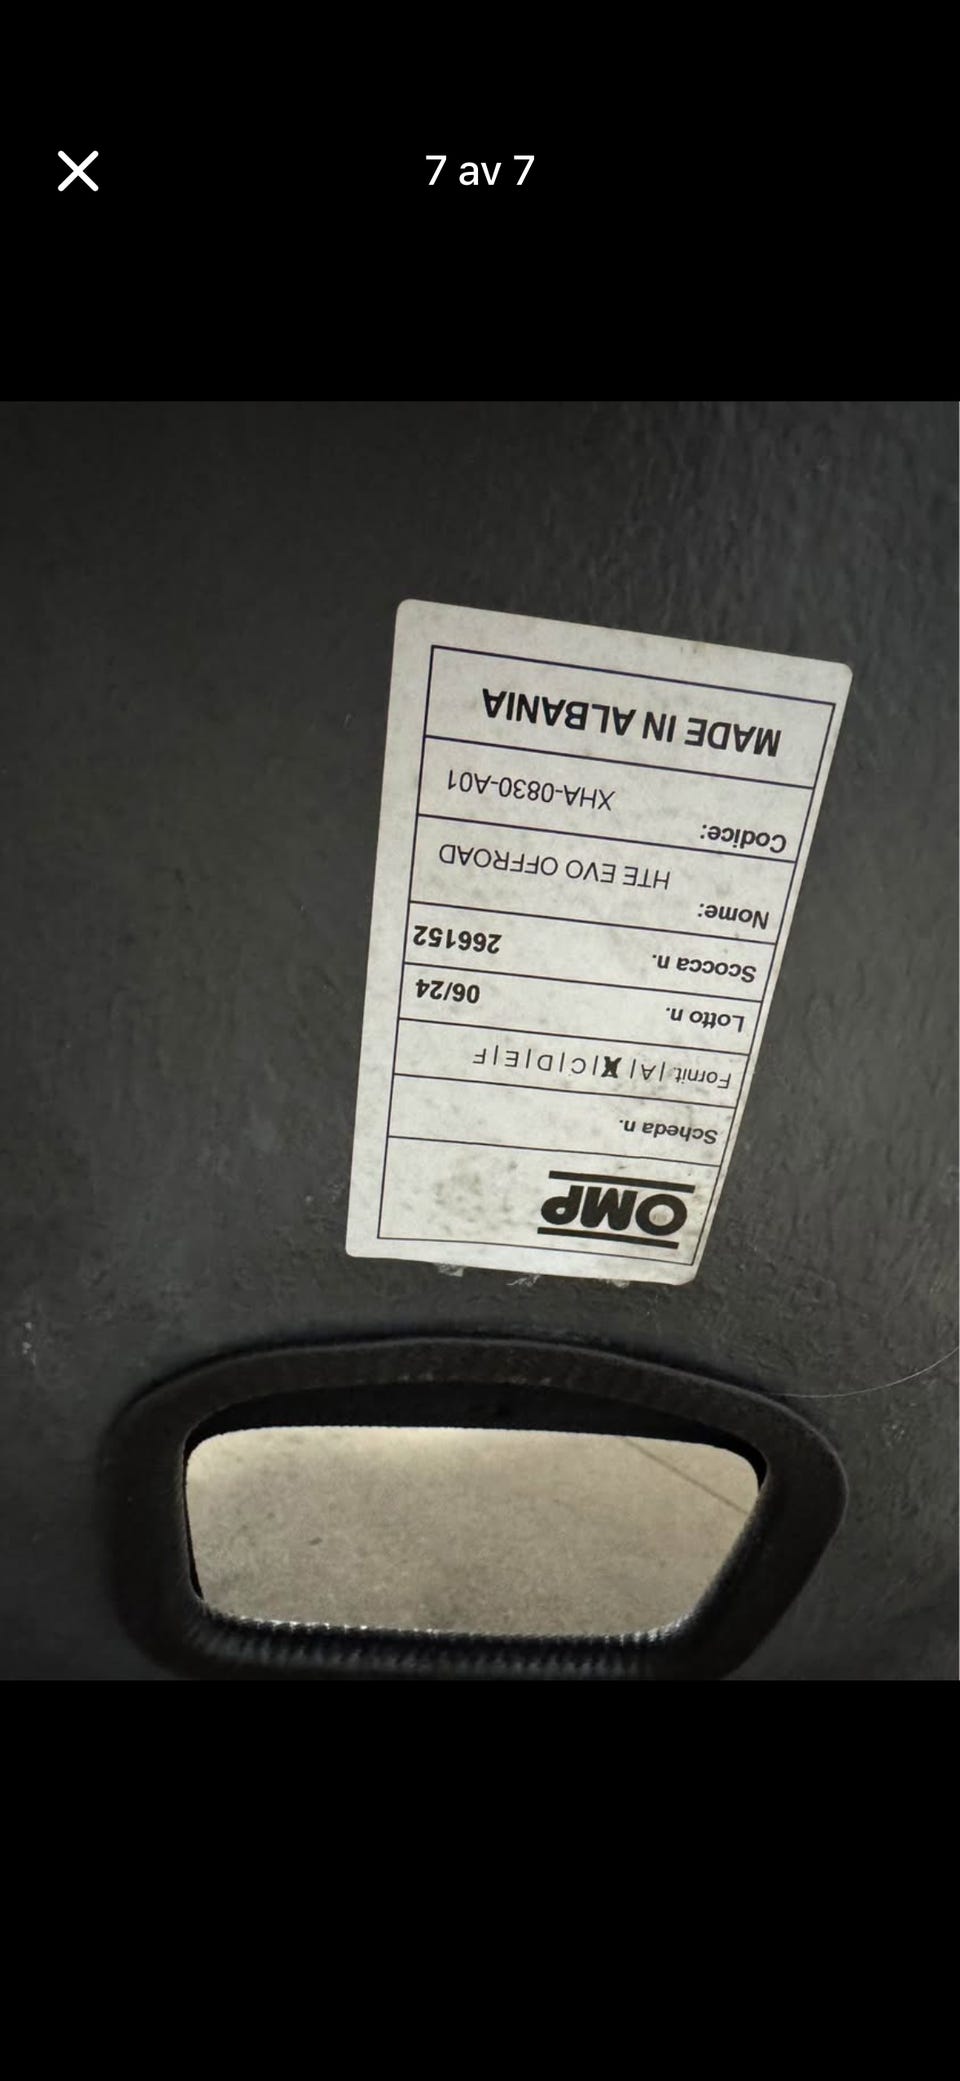 7 av 7
OMP
Scheda n.
Fornit. |A|X|C|D|E|F
Lotto n. 06/24
Scocca n. 266152
Nome: HTE EVO OFFROAD
Codice: XHA-0830-A01
MADE IN ALBANIA